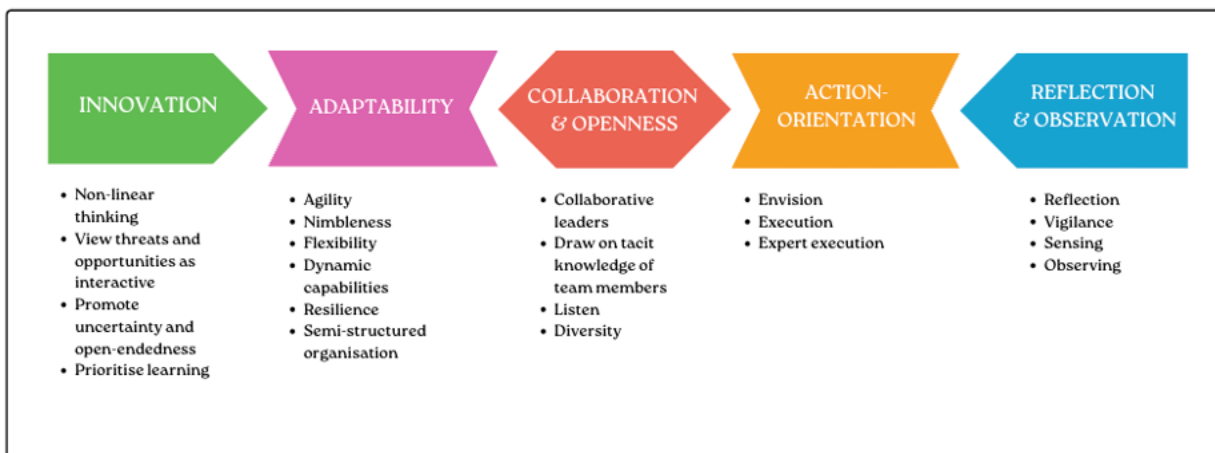 INNOVATION
ADAPTABILITY
COLLABORATION
& OPENNESS
ACTION-
ORIENTATION
REFLECTION
& OBSERVATION
• Non-linear
thinking
• View threats and
opportunities as
interactive
• Promote
uncertainty and
open-endedness
• Prioritise learning
• Agility
• Nimbleness
• Flexibility
• Dynamic
capabilities
• Resilience
• Semi-structured
organisation
• Collaborative
leaders
• Draw on tacit
knowledge of
team members
• Listen
• Diversity
• Envision
• Execution
• Expert execution
• Reflection
• Vigilance
• Sensing
• Observing